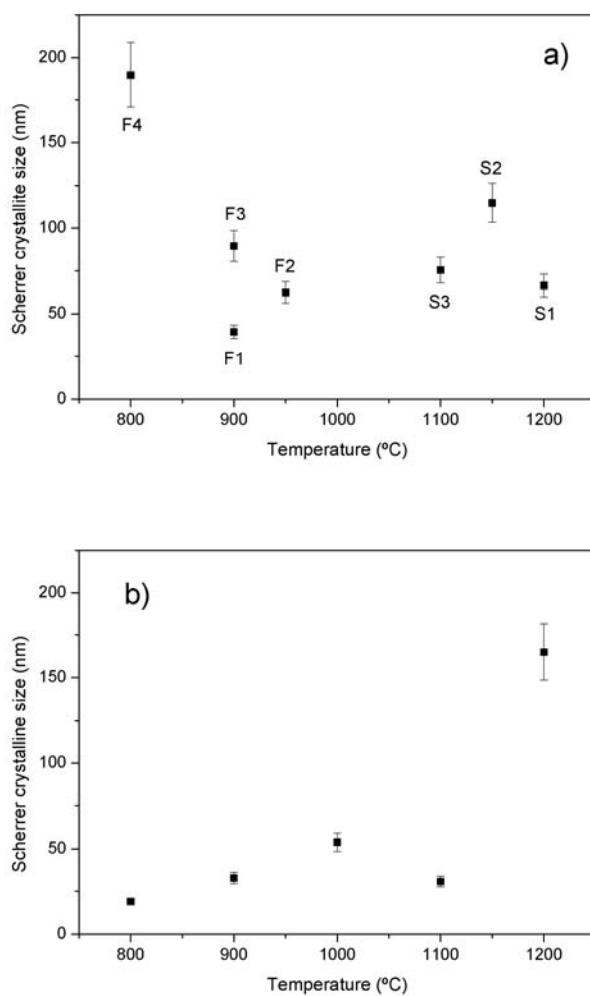 a)
Scherrer crystallite size (nm)
200
150
100
50
0
F4
F3
F1
F2
S3
S2
S1
800 900 1000 1100 1200
Temperature (ºC)
b)
Scherrer crystalline size (nm)
200
150
100
50
0
800 900 1000 1100 1200
Temperature (ºC)